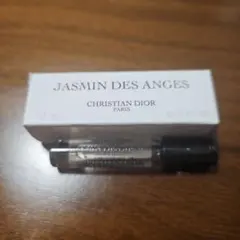 JASMIN DES ANGES
CHRISTIAN DIOR
PARIS